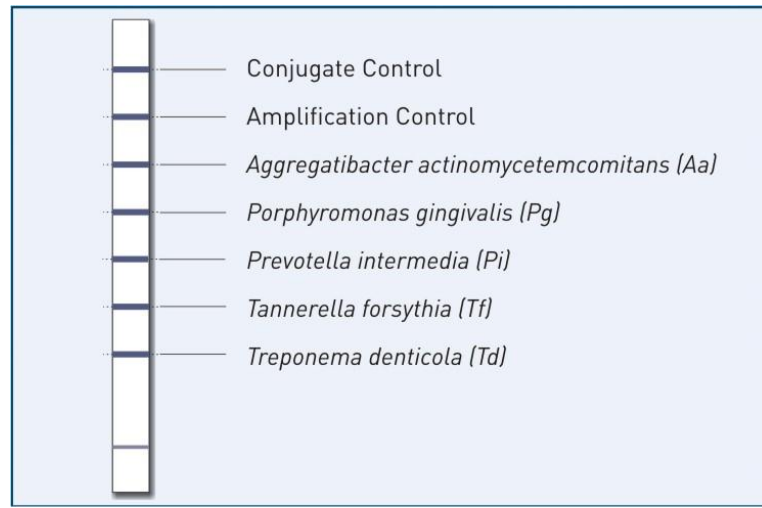 Conjugate Control
Amplification Control
Aggregatibacter actinomycetemcomitans (Aa)
Porphyromonas gingivalis (Pg)
Prevotella intermedia (Pi)
Tannerella forsythia (Tf)
Treponema denticola (Td)